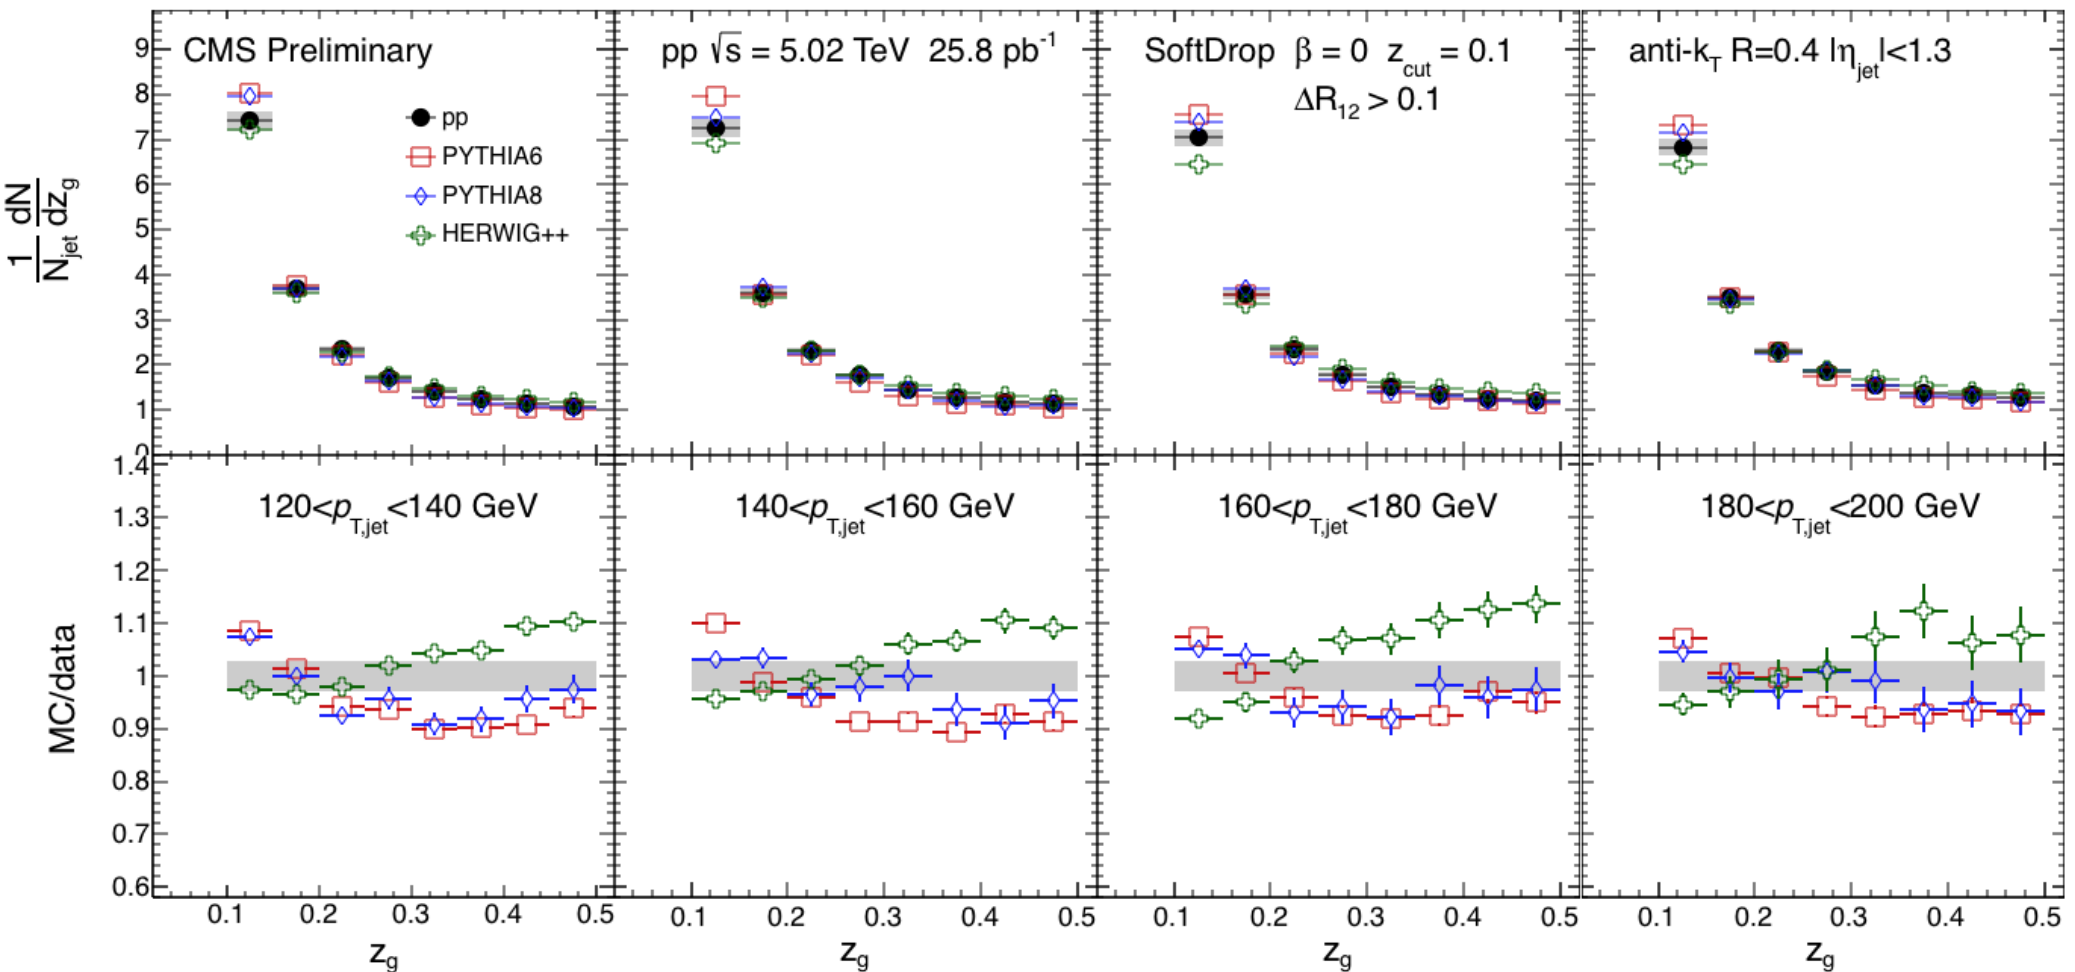 CMS Preliminary
pp √s = 5.02 TeV 25.8 pb⁻¹
SoftDrop β = 0 z_cut = 0.1
ΔR₁₂ > 0.1
anti-k_T R=0.4 |η_jet|<1.3
pp
PYTHIA6
PYTHIA8
HERWIG++
1/N_jet dN/dz_g
9
8
7
6
5
4
3
2
1
0
120<p_T,jet<140 GeV
140<p_T,jet<160 GeV
160<p_T,jet<180 GeV
180<p_T,jet<200 GeV
MC/data
1.4
1.3
1.2
1.1
1
0.9
0.8
0.7
0.6
0.1 0.2 0.3 0.4 0.5
0.1 0.2 0.3 0.4 0.5
0.1 0.2 0.3 0.4 0.5
0.1 0.2 0.3 0.4 0.5
z_g
z_g
z_g
z_g